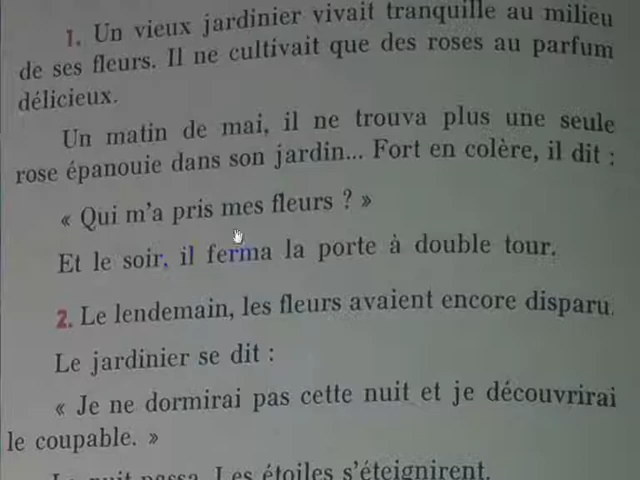 1. Un vieux jardinier vivait tranquille au milieu
de ses fleurs. Il ne cultivait que des roses au parfum
délicieux.
Un matin de mai, il ne trouva plus une seule
rose épanouie dans son jardin... Fort en colère, il dit :
« Qui m'a pris mes fleurs ? »
Et le soir, il ferma la porte à double tour.
2. Le lendemain, les fleurs avaient encore disparu.
Le jardinier se dit :
« Je ne dormirai pas cette nuit et je découvrirai
le coupable. »
La nuit passa. Les étoiles s'éteignirent.